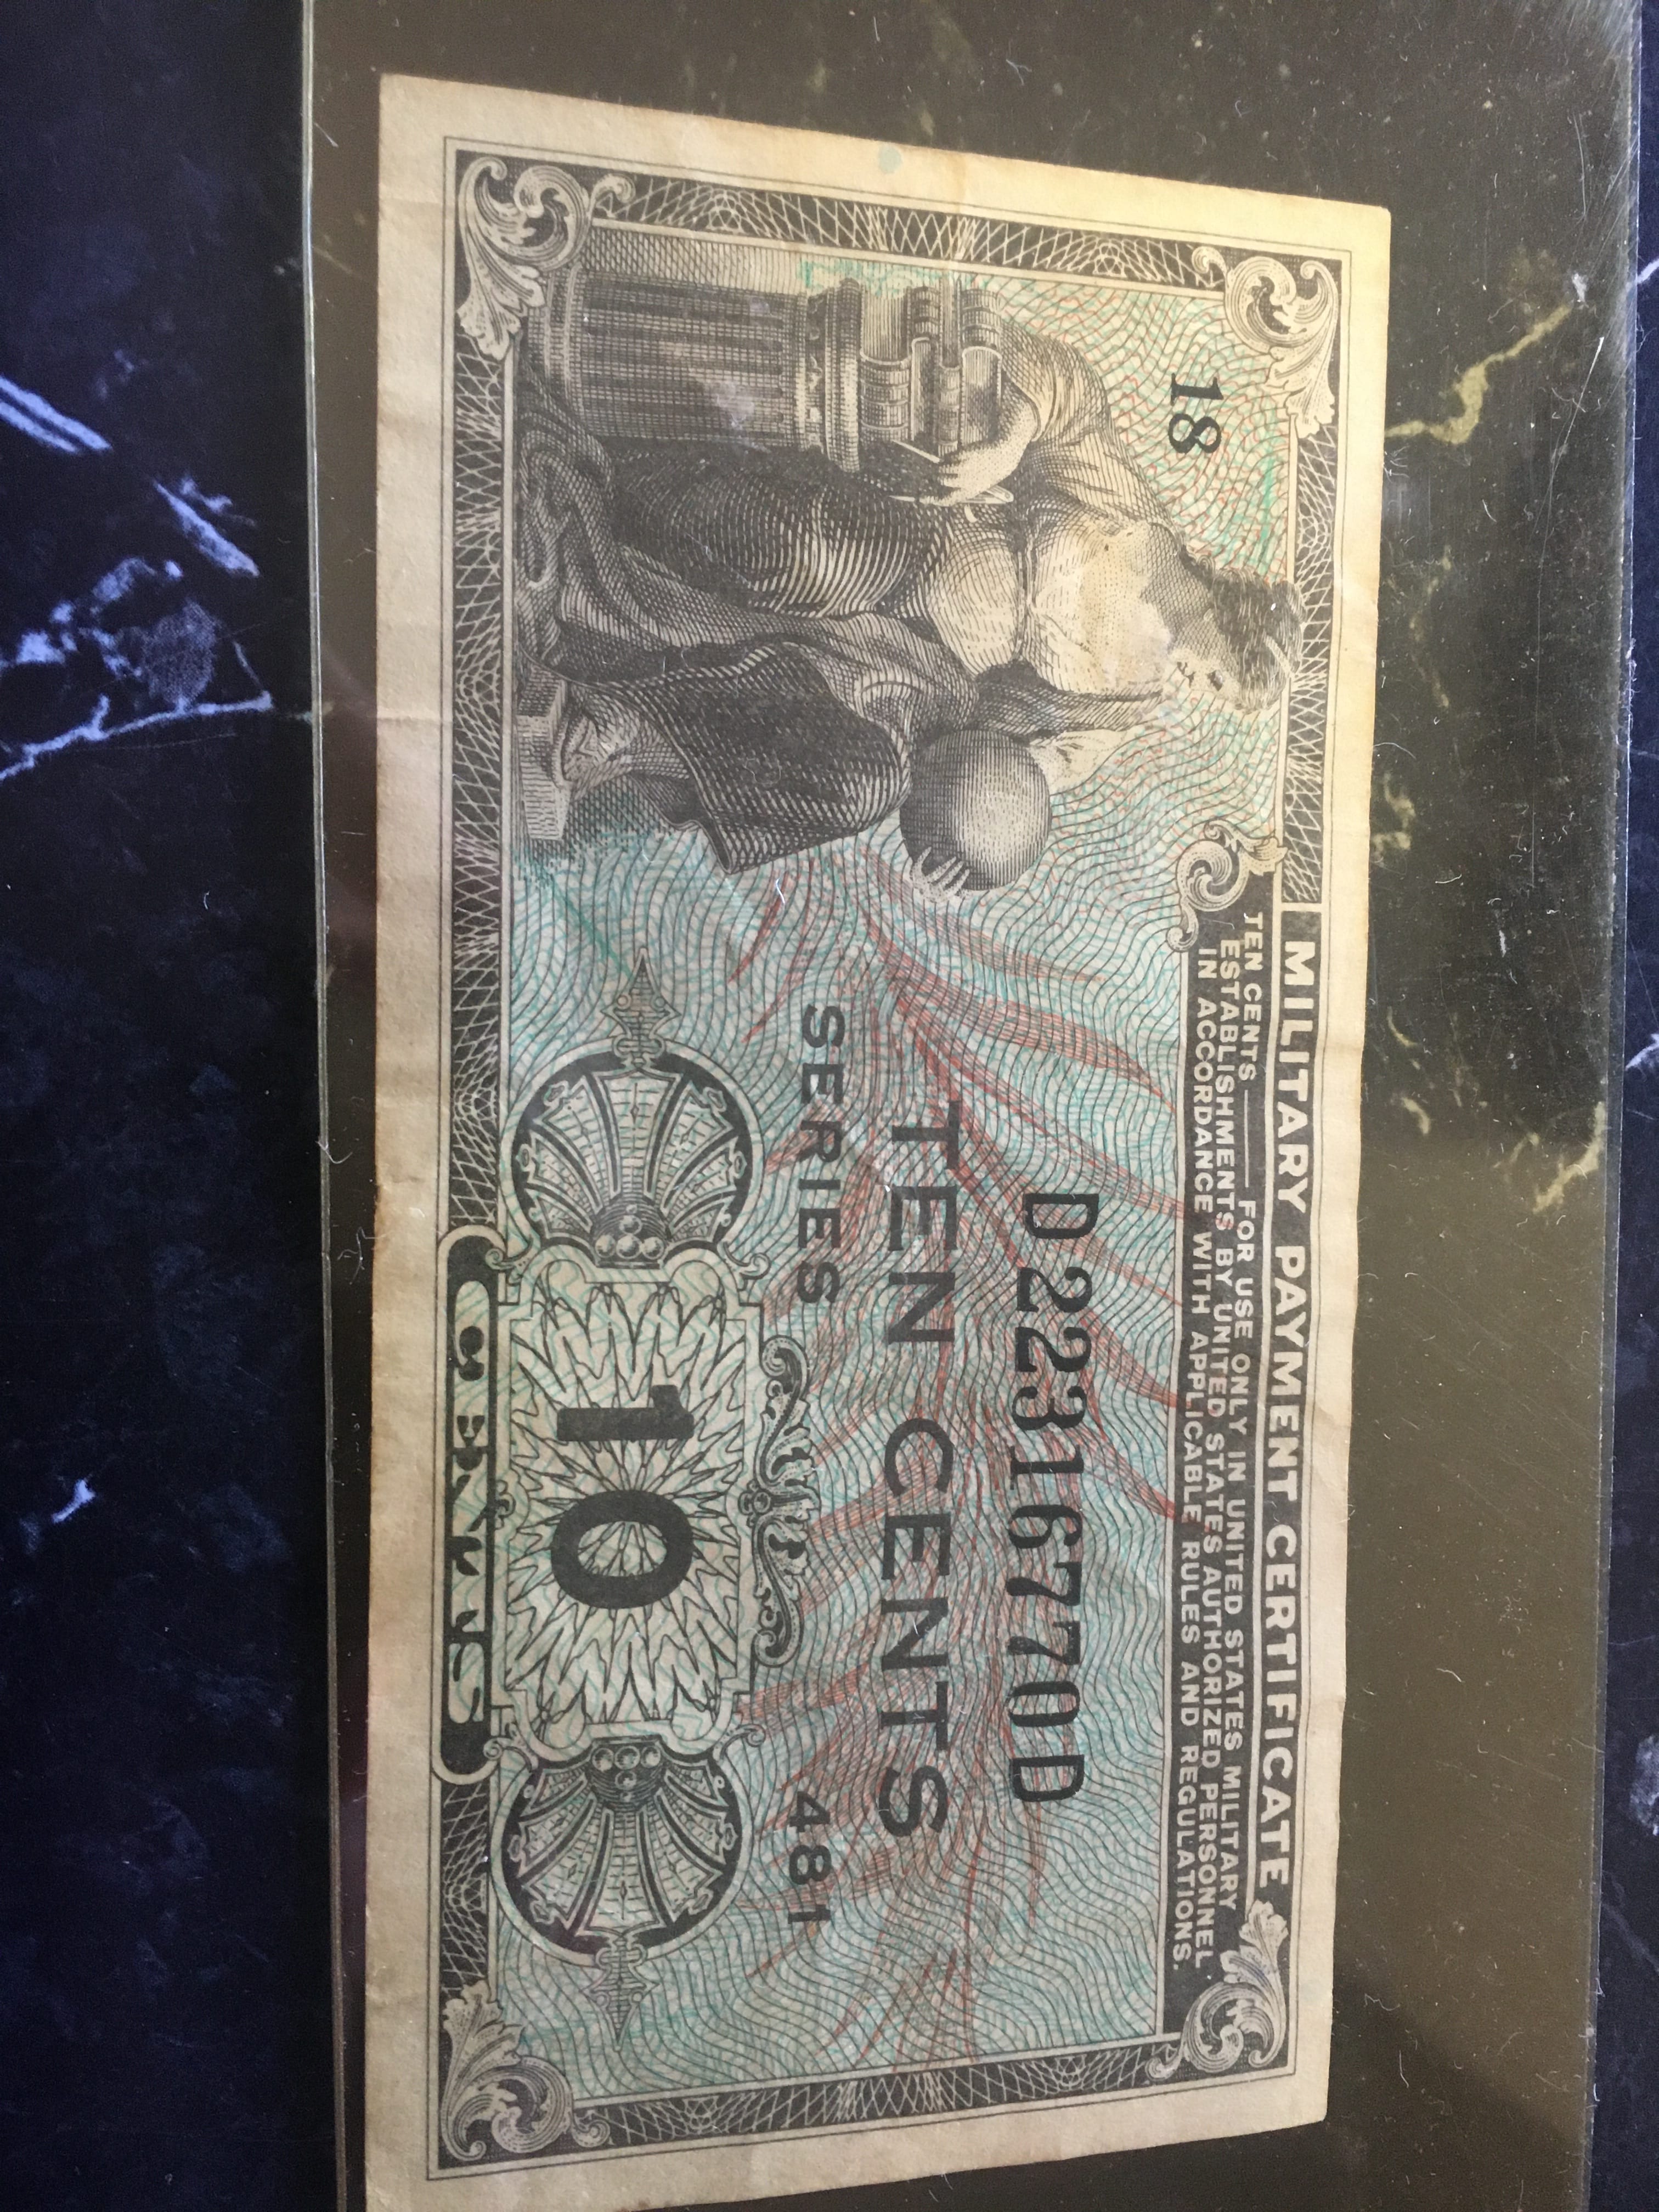 MILITARY PAYMENT CERTIFICATE
TEN CENTS — FOR USE ONLY IN UNITED STATES MILITARY
ESTABLISHMENTS BY UNITED STATES AUTHORIZED PERSONNEL
IN ACCORDANCE WITH APPLICABLE RULES AND REGULATIONS.
18
D22316770D
TEN CENTS
SERIES 481
10
CENTS